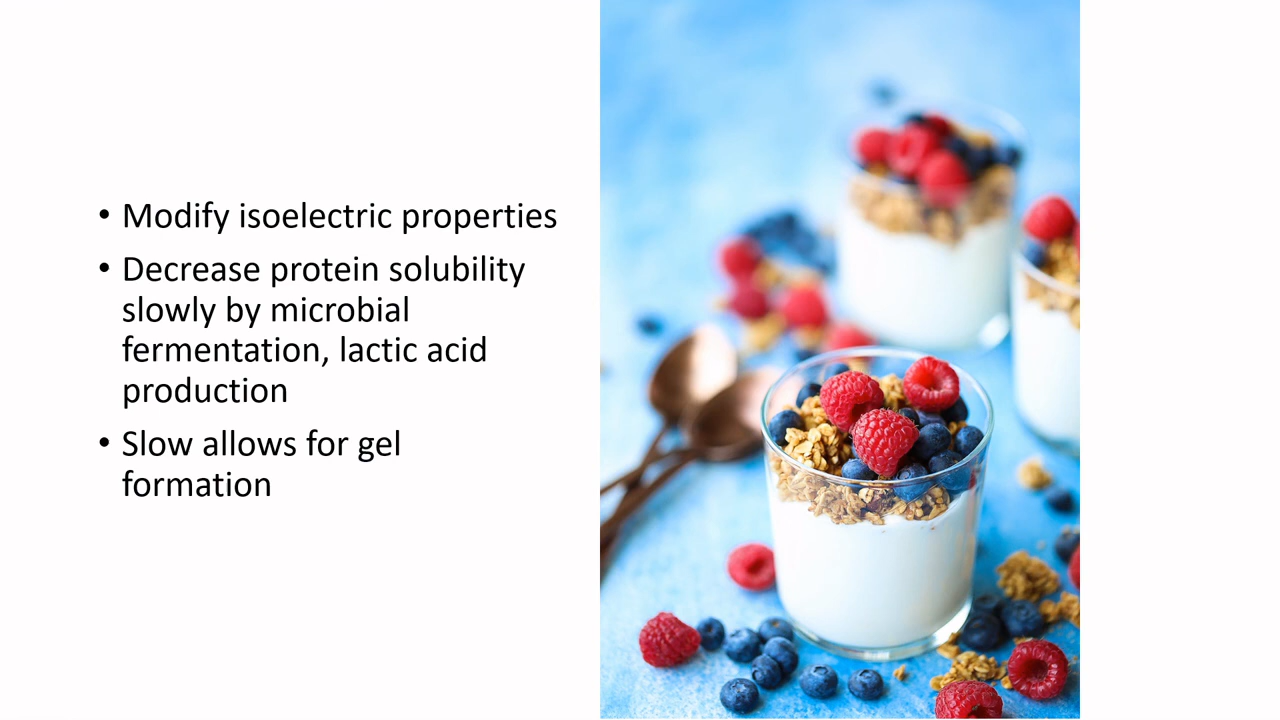 • Modify isoelectric properties
• Decrease protein solubility
slowly by microbial
fermentation, lactic acid
production
• Slow allows for gel
formation